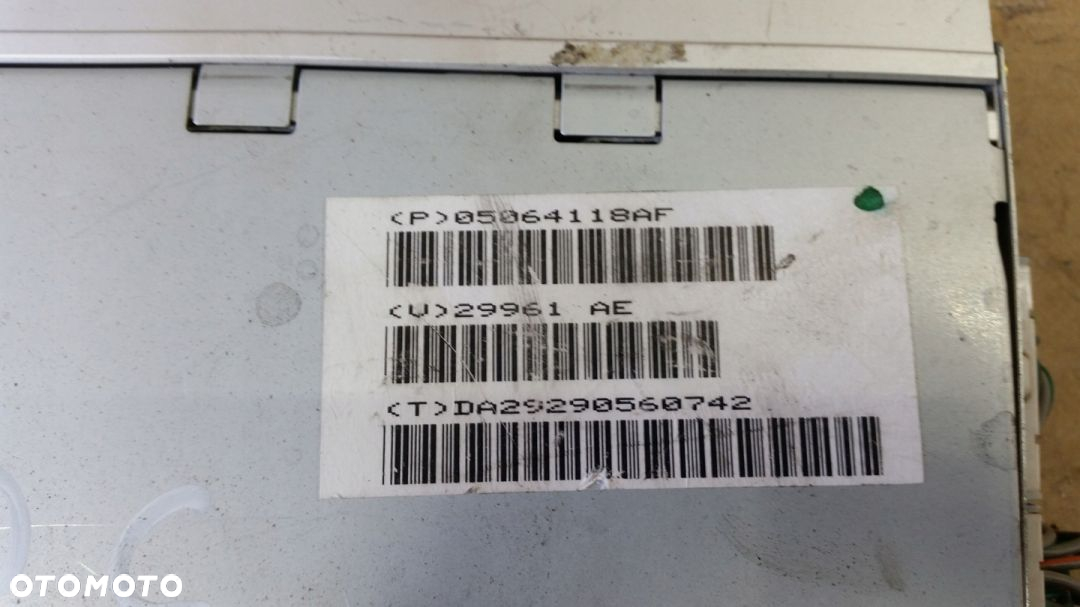 (P)05064118AF
(V)29961 AE
(T)DA29290560742
OTOMOTO